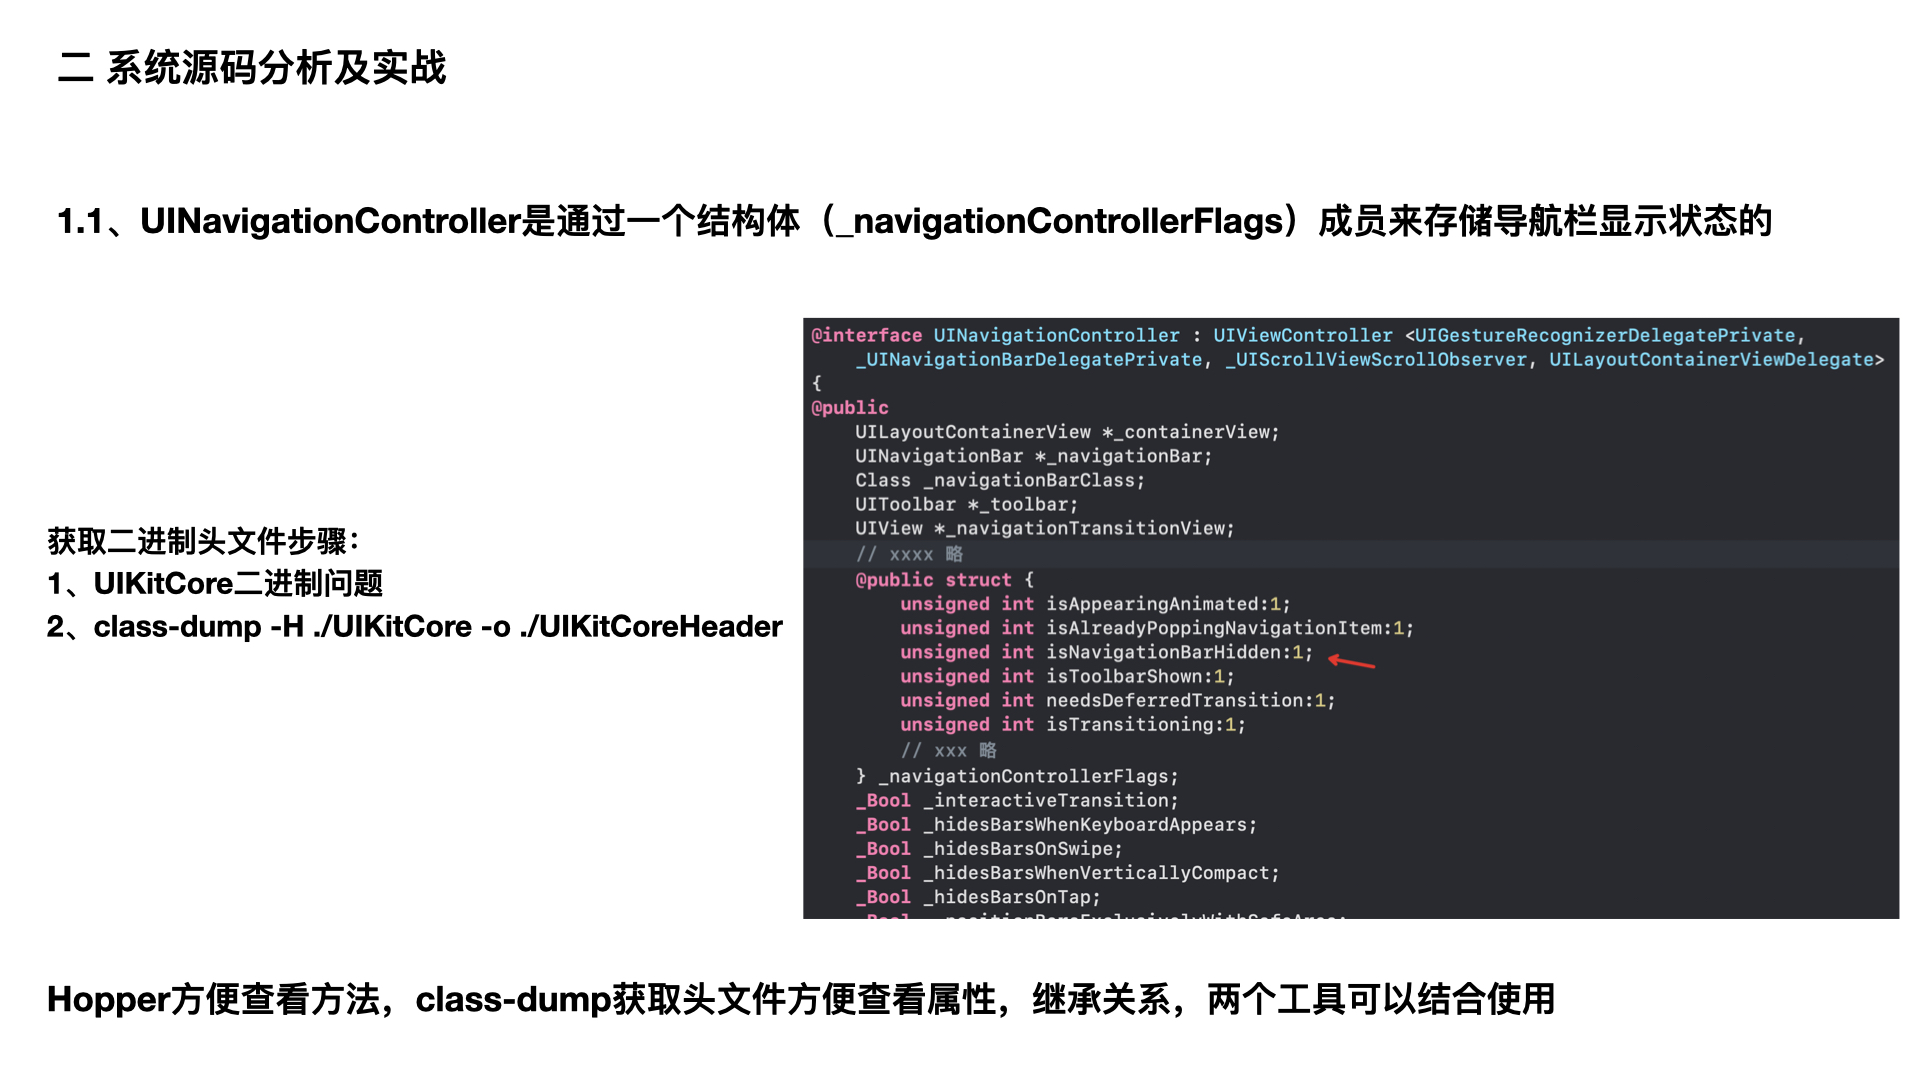 二 系统源码分析及实战
1.1、UINavigationController是通过一个结构体（_navigationControllerFlags）成员来存储导航栏显示状态的
获取二进制头文件步骤：
1、UIKitCore二进制问题
2、class-dump -H ./UIKitCore -o ./UIKitCoreHeader
@interface UINavigationController : UIViewController <UIGestureRecognizerDelegatePrivate,
_UINavigationBarDelegatePrivate, _UIScrollViewScrollObserver, UILayoutContainerViewDelegate>
{
@public
UILayoutContainerView *_containerView;
UINavigationBar *_navigationBar;
Class _navigationBarClass;
UIToolbar *_toolbar;
UIView *_navigationTransitionView;
// xxxx 略
@public struct {
unsigned int isAppearingAnimated:1;
unsigned int isAlreadyPoppingNavigationItem:1;
unsigned int isNavigationBarHidden:1;
unsigned int isToolbarShown:1;
unsigned int needsDeferredTransition:1;
unsigned int isTransitioning:1;
// xxx 略
} _navigationControllerFlags;
_Bool _interactiveTransition;
_Bool _hidesBarsWhenKeyboardAppears;
_Bool _hidesBarsOnSwipe;
_Bool _hidesBarsWhenVerticallyCompact;
_Bool _hidesBarsOnTap;
Hopper方便查看方法，class-dump获取头文件方便查看属性，继承关系，两个工具可以结合使用